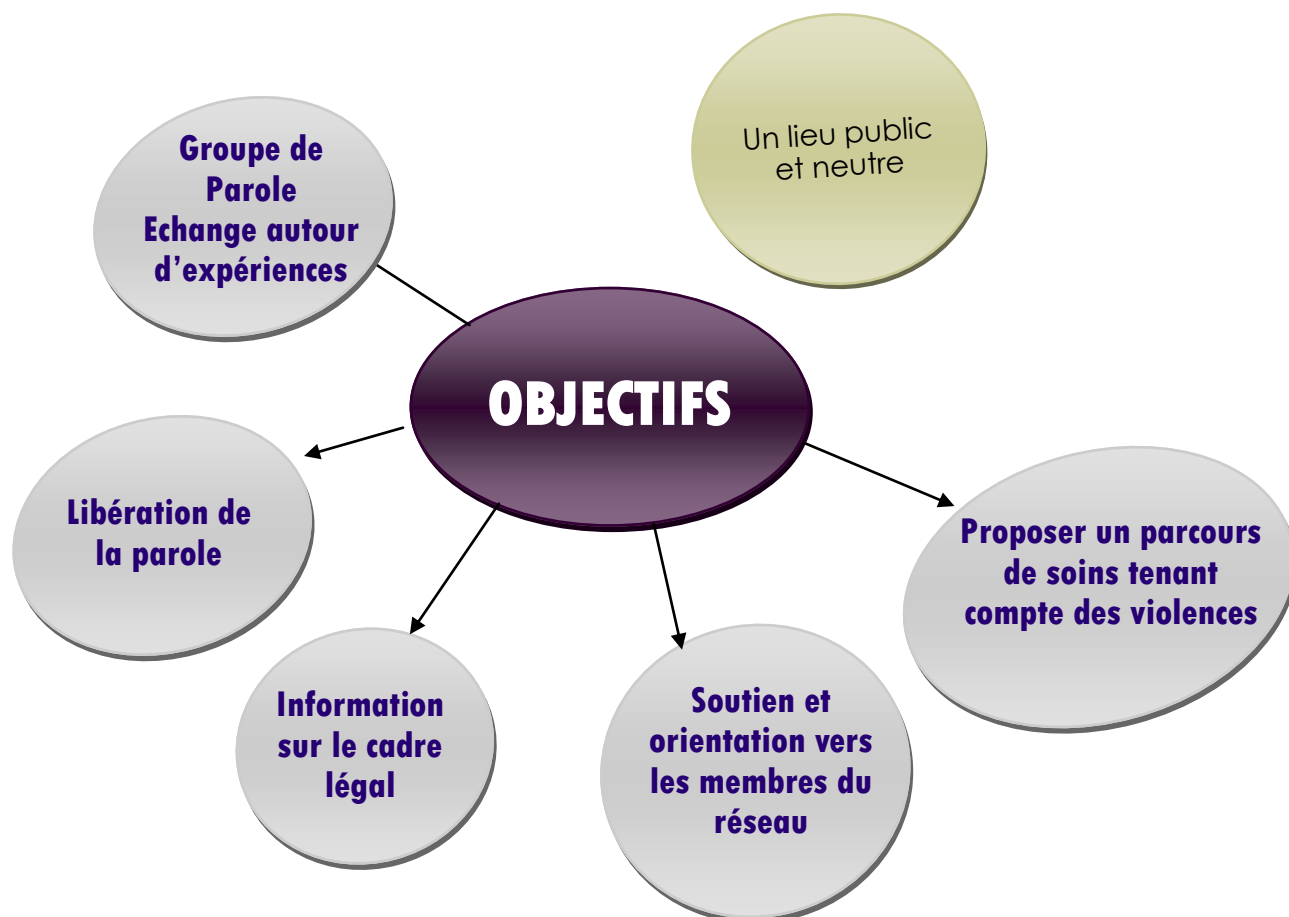 Un lieu public
et neutre
Groupe de
Parole
Echange autour
d’expériences
OBJECTIFS
Libération de
la parole
Proposer un parcours
de soins tenant
compte des violences
Information
sur le cadre
légal
Soutien et
orientation vers
les membres du
réseau